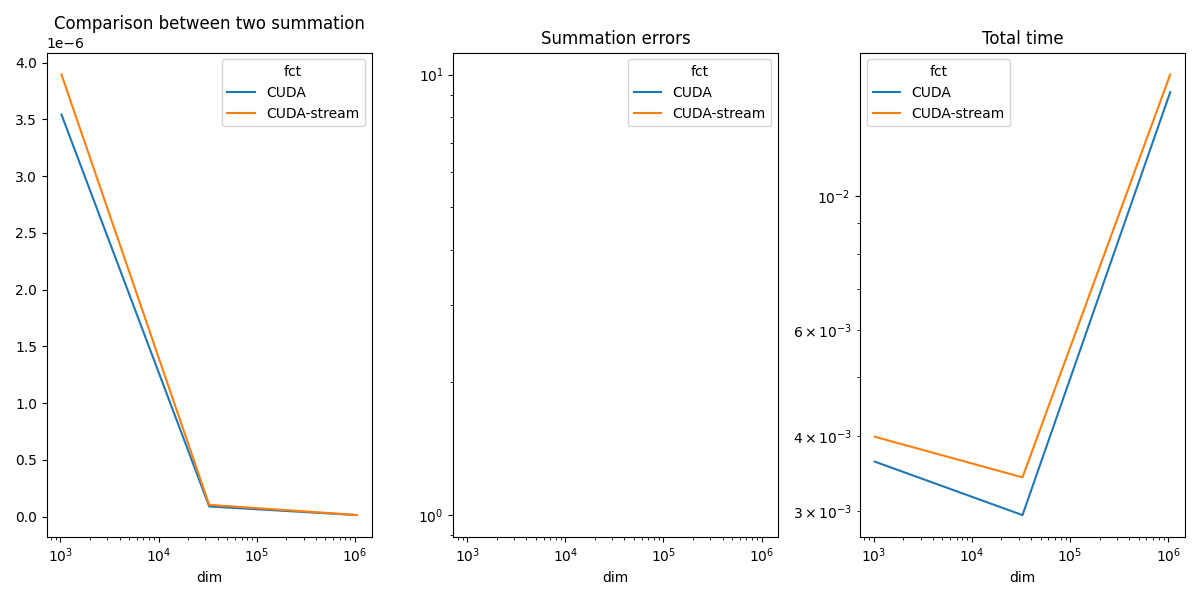 Comparison between two summation
1e−6
4.0
3.5
3.0
2.5
2.0
1.5
1.0
0.5
0.0
10³ 10⁴ 10⁵ 10⁶
dim
fct
CUDA
CUDA-stream
Summation errors
10¹
10⁰
10³ 10⁴ 10⁵ 10⁶
dim
fct
CUDA
CUDA-stream
Total time
10⁻²
6 × 10⁻³
4 × 10⁻³
3 × 10⁻³
10³ 10⁴ 10⁵ 10⁶
dim
fct
CUDA
CUDA-stream